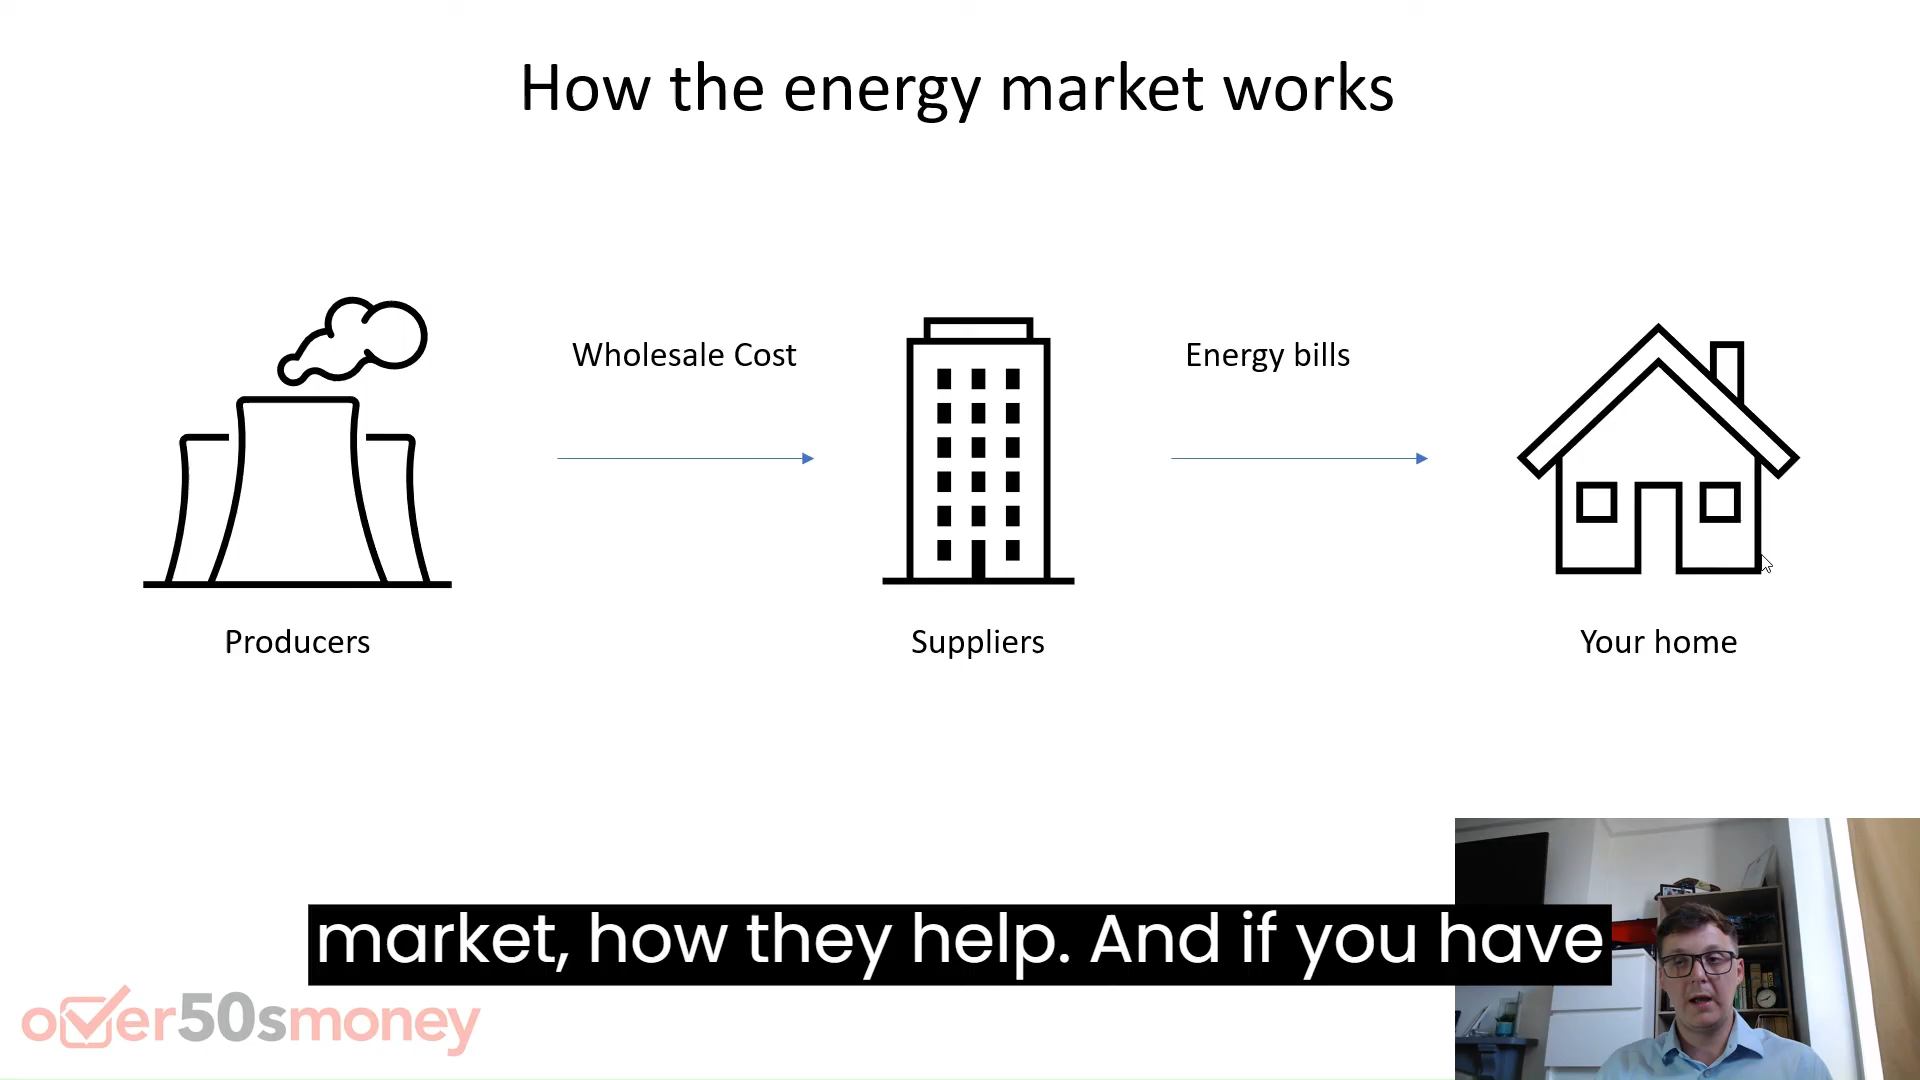 How the energy market works
Wholesale Cost
Energy bills
Producers
Suppliers
Your home
market, how they help. And if you have
over50smoney